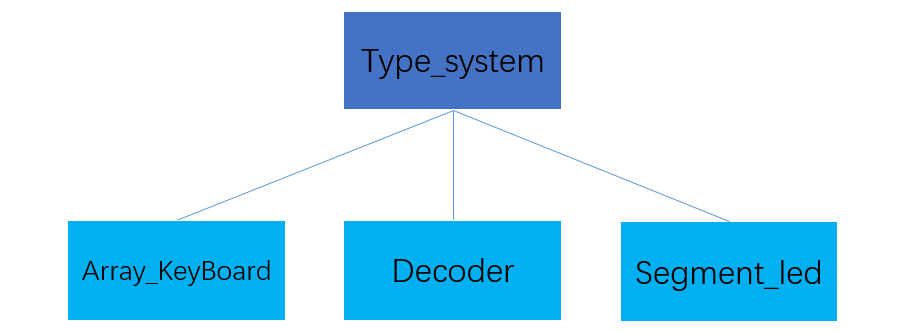 Type_system
Array_KeyBoard
Decoder
Segment_led